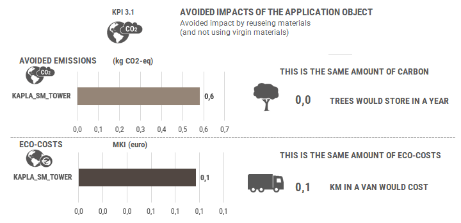 KPI 3.1
AVOIDED IMPACTS OF THE APPLICATION OBJECT
Avoided impact by reuseing materials
(and not using virgin materials)
CO₂
AVOIDED EMISSIONS (kg CO2-eq)
CO₂
KAPLA_SM_TOWER
0,6
0,0 0,1 0,2 0,3 0,4 0,5 0,6 0,7
THIS IS THE SAME AMOUNT OF CARBON
0,0 TREES WOULD STORE IN A YEAR
ECO-COSTS MKI (euro)
KAPLA_SM_TOWER
0,1
0,0 0,0 0,0 0,1 0,1 0,1 0,1
THIS IS THE SAME AMOUNT OF ECO-COSTS
0,1 KM IN A VAN WOULD COST